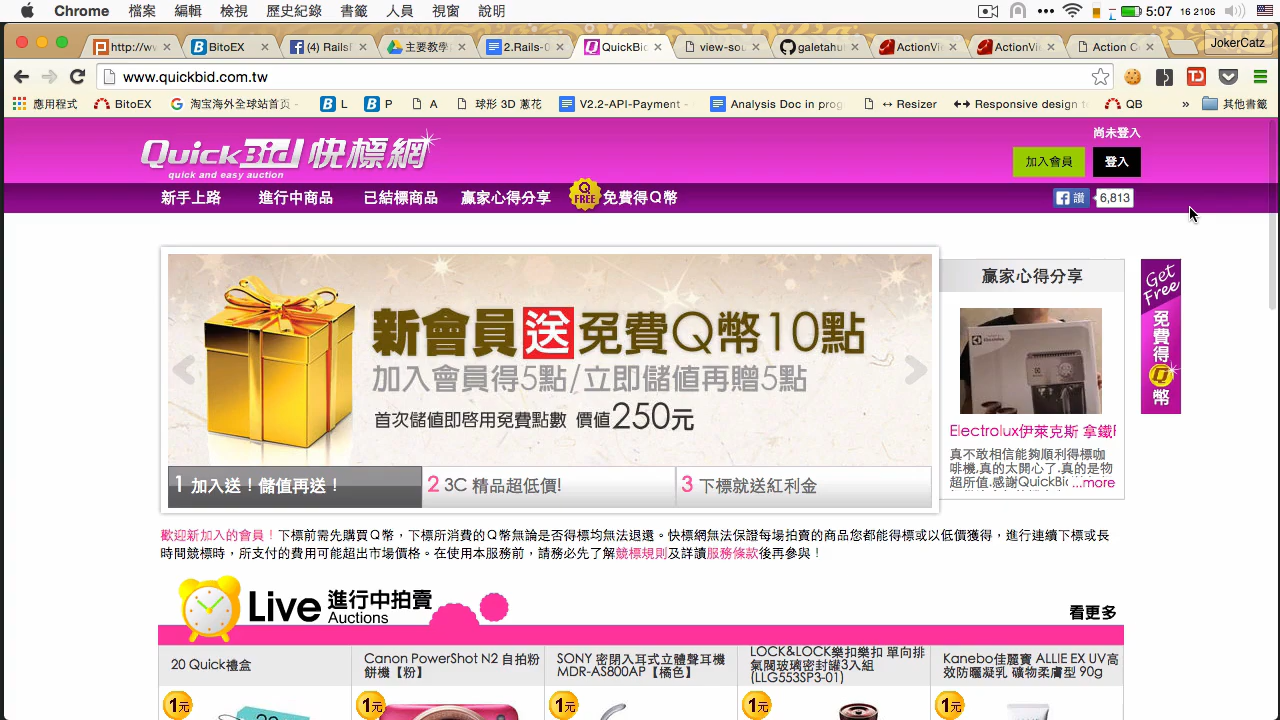 Chrome 檔案 編輯 檢視 歷史紀錄 書籤 人員 視窗 說明
5:07 16 2106
http://w
BitoEX
(4) Rails
主要教學
2.Rails-0
QuickBi
view-sou
galetahu
ActionVie
ActionVie
Action C
JokerCatz
www.quickbid.com.tw
應用程式 BitoEX 淘宝海外全球站首页 - L P A 球形 3D 蔥花 V2.2-API-Payment - Analysis Doc in prog ↔ Resizer Responsive design te QB » 其他書籤
尚未登入
QuickBid 快標網
quick and easy auction
加入會員 登入
新手上路 進行中商品 已結標商品 贏家心得分享 Q FREE 免費得Q幣 讚 6,813
新會員送免費Q幣10點
加入會員得5點/立即儲值再贈5點
首次儲值即啓用免費點數 價值250元
1 加入送！儲值再送！ 2 3C 精品超低價! 3 下標就送紅利金
贏家心得分享
Electrolux伊萊克斯 拿鐵
真不敢相信能夠順利得標咖
啡機,真的太開心了.真的是物
超所值.感謝QuickBid ...more
Get Free 免費得Q幣
歡迎新加入的會員！下標前需先購買Q幣，下標所消費的Q幣無論是否得標均無法退還。快標網無法保證每場拍賣的商品您都能得標或以低價獲得，進行連續下標或長
時間競標時，所支付的費用可能超出市場價格。在使用本服務前，請務必先了解競標規則及詳讀服務條款後再參與！
Live 進行中拍賣
Auctions
看更多
20 Quick禮盒
Canon PowerShot N2 自拍粉
餅機【粉】
SONY 密閉入耳式立體聲耳機
MDR-AS800AP【橘色】
LOCK&LOCK樂扣樂扣 單向排
氣閥玻璃密封罐3入組
(LLG553SP3-01)
Kanebo佳麗寶 ALLIE EX UV高
效防曬凝乳 礦物柔膚型 90g
1元 1元 1元 1元 1元